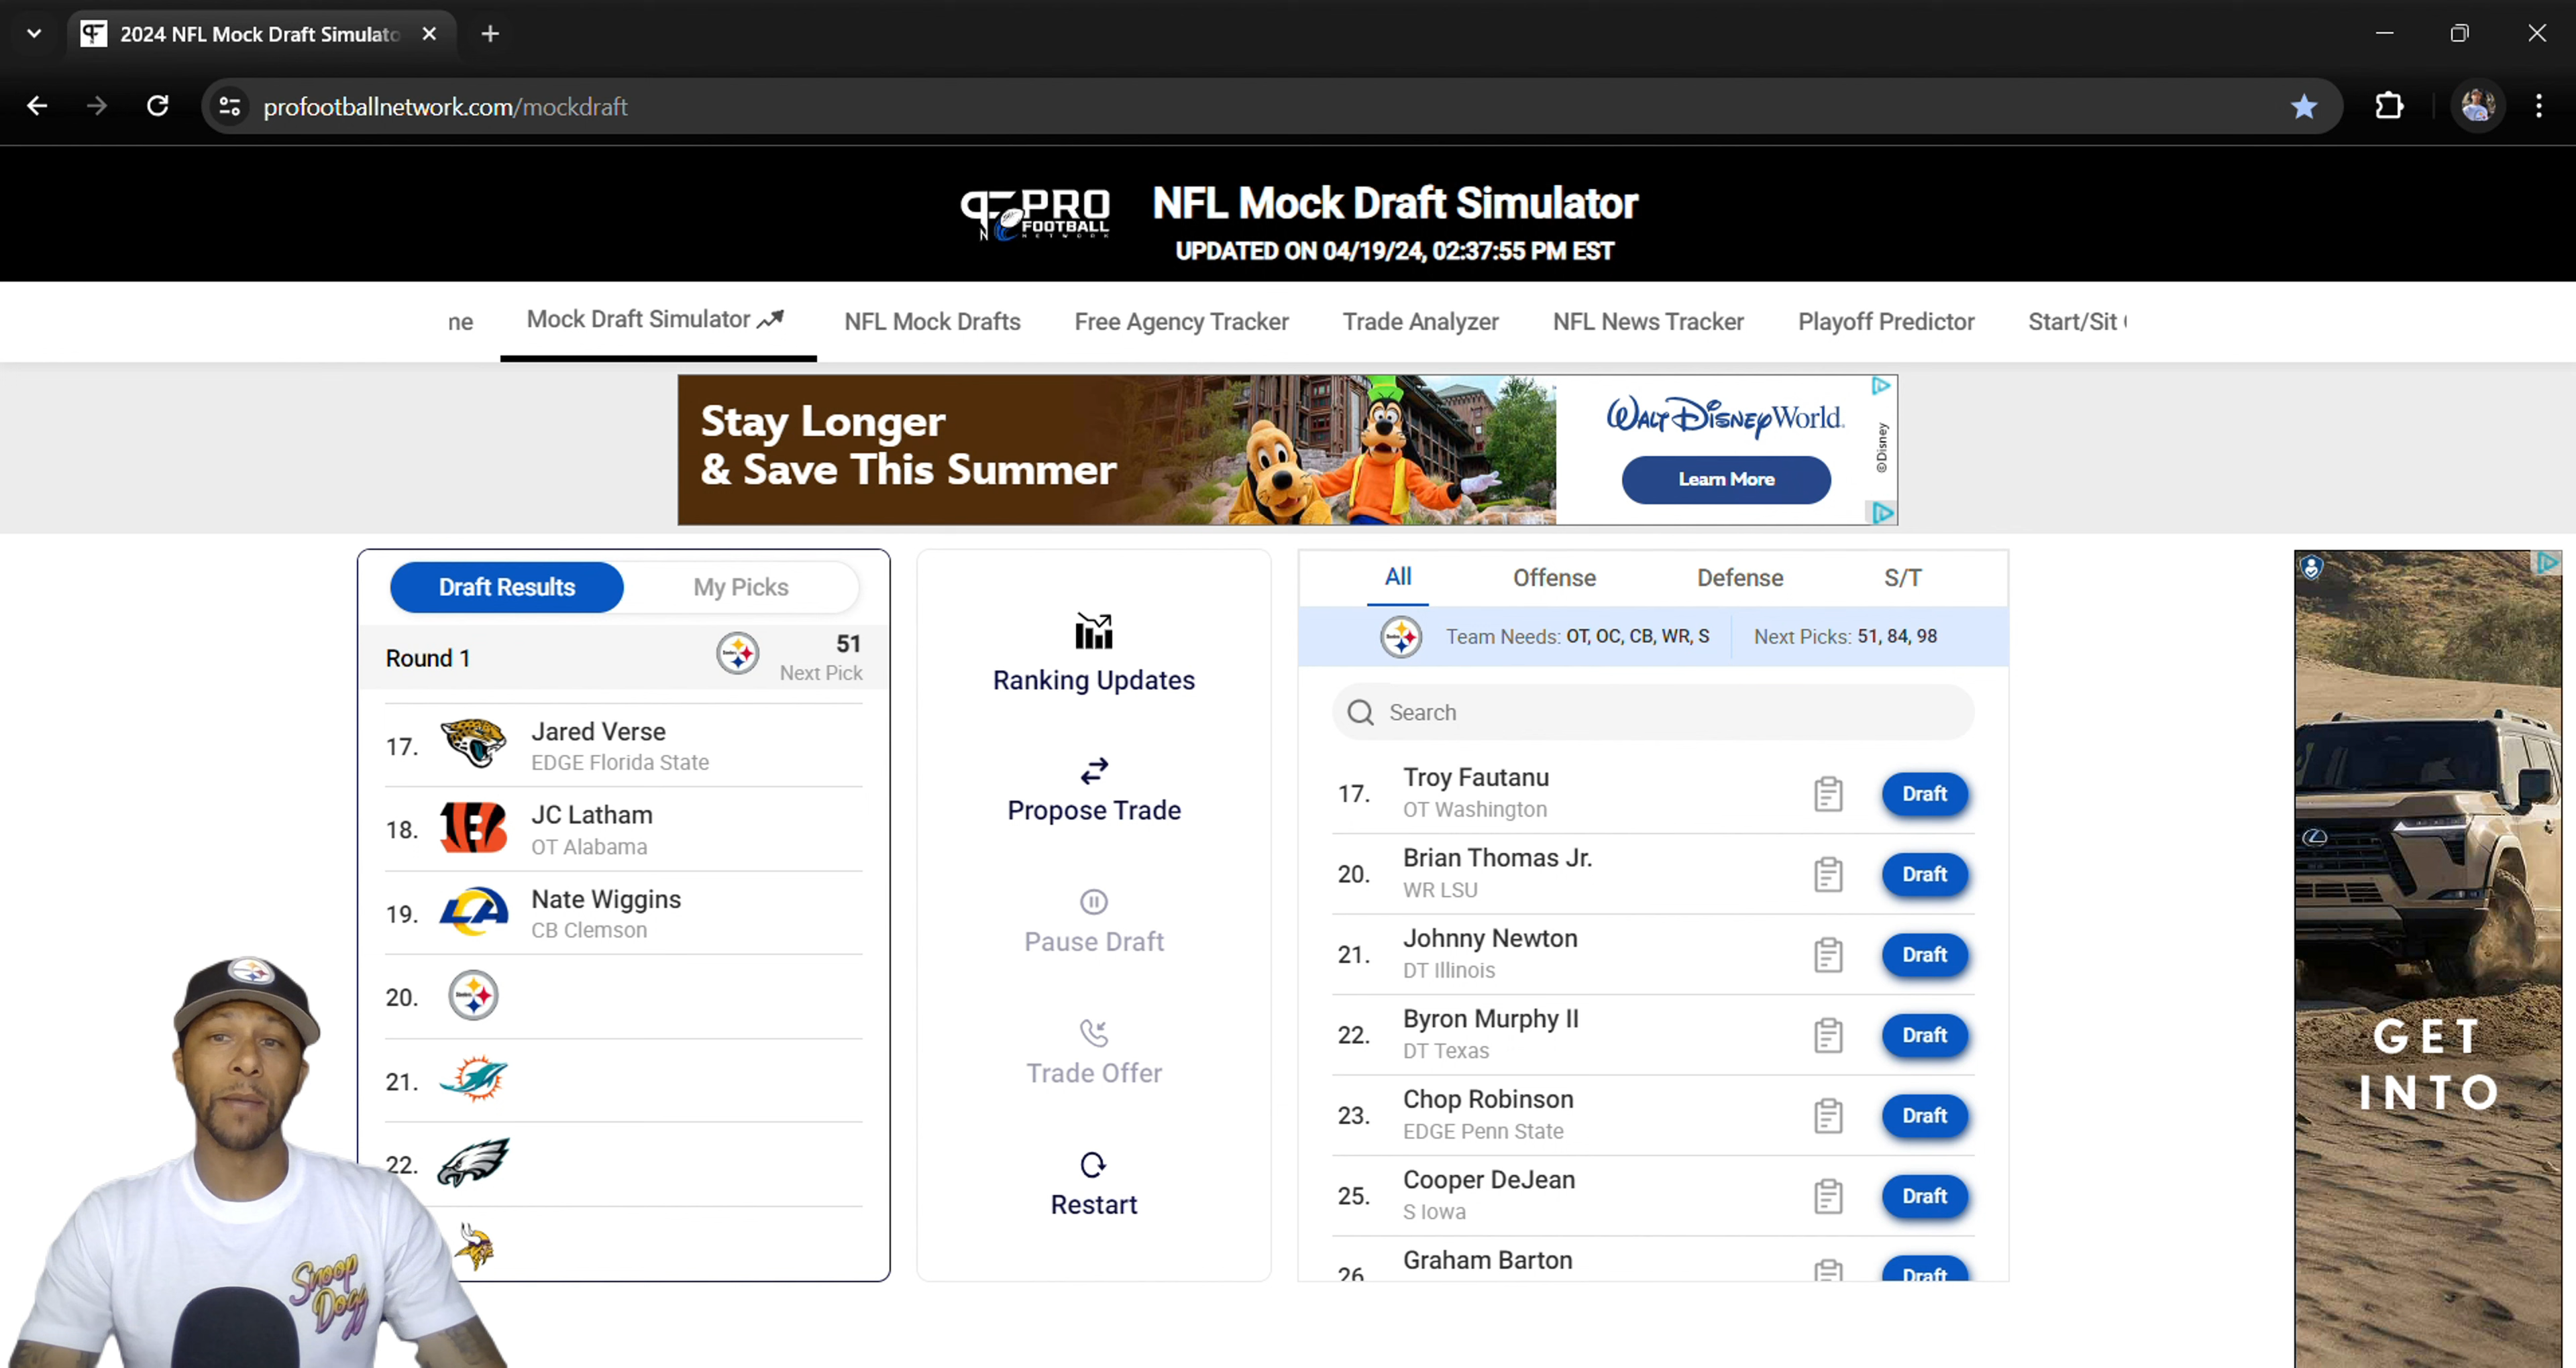 2024 NFL Mock Draft Simulato
profootballnetwork.com/mockdraft
PRO
FOOTBALL
NETWORK
NFL Mock Draft Simulator
UPDATED ON 04/19/24, 02:37:55 PM EST
ne
Mock Draft Simulator
NFL Mock Drafts
Free Agency Tracker
Trade Analyzer
NFL News Tracker
Playoff Predictor
Start/Sit
Stay Longer
& Save This Summer
Walt Disney World.
Learn More
©Disney
Draft Results
My Picks
Round 1
51
Next Pick
17.
Jared Verse
EDGE Florida State
18.
JC Latham
OT Alabama
19.
Nate Wiggins
CB Clemson
20.
21.
22.
Ranking Updates
Propose Trade
Pause Draft
Trade Offer
Restart
All
Offense
Defense
S/T
Team Needs: OT, OC, CB, WR, S
Next Picks: 51, 84, 98
Search
17.
Troy Fautanu
OT Washington
Draft
20.
Brian Thomas Jr.
WR LSU
Draft
21.
Johnny Newton
DT Illinois
Draft
22.
Byron Murphy II
DT Texas
Draft
23.
Chop Robinson
EDGE Penn State
Draft
25.
Cooper DeJean
S Iowa
Draft
26.
Graham Barton
Draft
GET
INTO
Snoop
Dogg